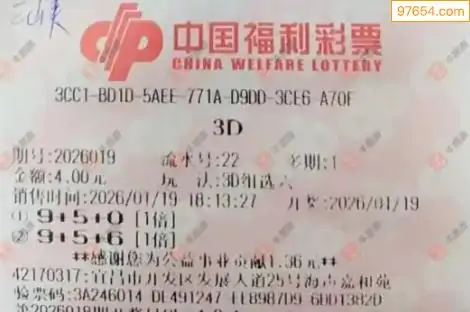 97654.com
中国福利彩票
CHINA WELFARE LOTTERY
3CC1-BD1D-5AEE-771A-D9DD-3CE6-A70F
3D
期号:2026019 流水号:22 多期:1
金额:4.00元 玩 法:3D组选六
销售时间:2026/01/19 18:13:27 开奖:2026/01/19
① 9+5+0 [1倍]
② 9+5+6 [1倍]
**感谢您为公益事业贡献1.36元**
42170317:宜昌市开发区发展大道25号海声嘉和苑
验票码:3A246014 DE491247 EE8987D9 6DD1382D